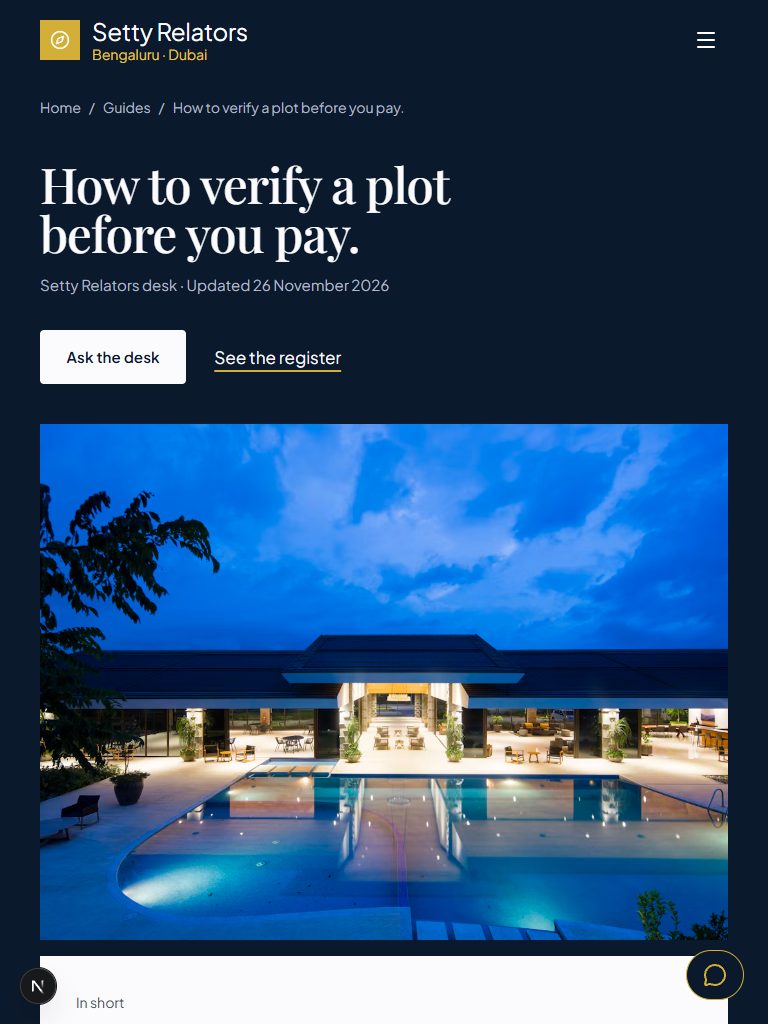 Setty Relators
Bengaluru · Dubai
Home / Guides / How to verify a plot before you pay.
How to verify a plot
before you pay.
Setty Relators desk · Updated 26 November 2026
Ask the desk
See the register
N
In short